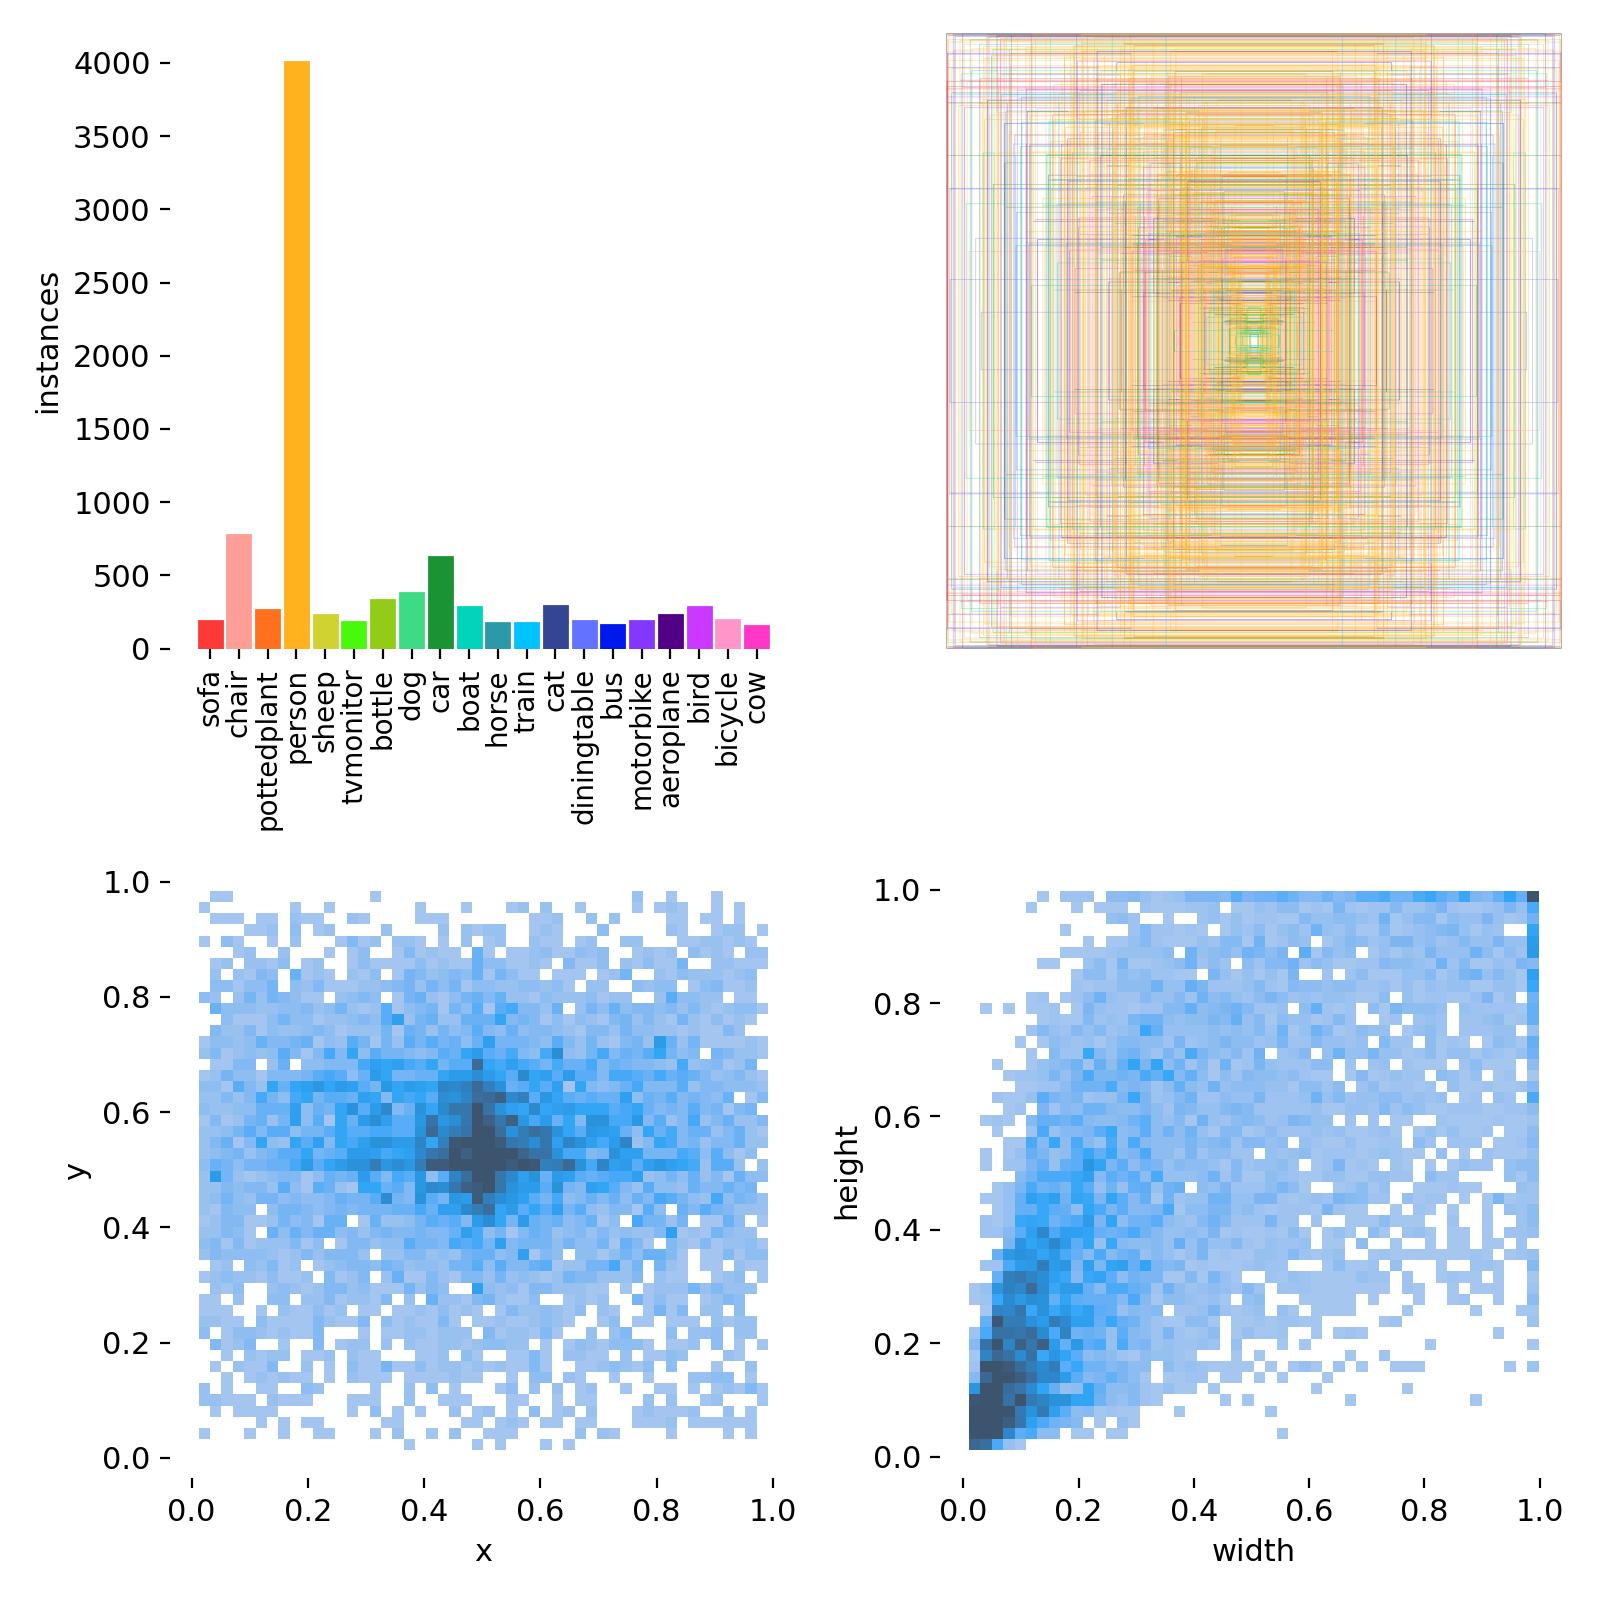 4000
3500
3000
2500
2000
1500
1000
500
0
instances
sofa
chair
pottedplant
person
sheep
tvmonitor
bottle
dog
car
boat
horse
train
cat
diningtable
bus
motorbike
aeroplane
bird
bicycle
cow
1.0
0.8
0.6
0.4
0.2
0.0
y
0.0 0.2 0.4 0.6 0.8 1.0
x
1.0
0.8
0.6
0.4
0.2
0.0
height
0.0 0.2 0.4 0.6 0.8 1.0
width